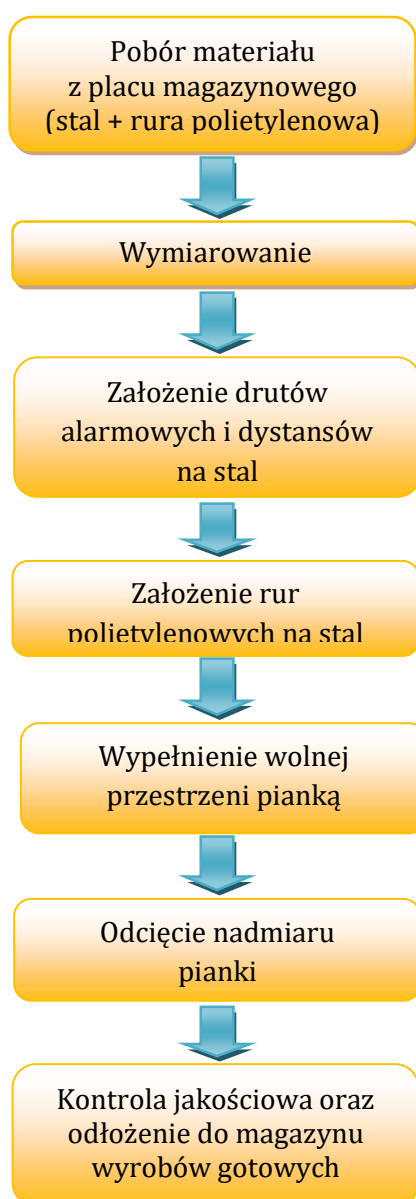 Pobór materiału
z placu magazynowego
(stal + rura polietylenowa)
Wymiarowanie
Założenie drutów
alarmowych i dystansów
na stal
Założenie rur
polietylenowych na stal
Wypełnienie wolnej
przestrzeni pianką
Odcięcie nadmiaru
pianki
Kontrola jakościowa oraz
odłożenie do magazynu
wyrobów gotowych